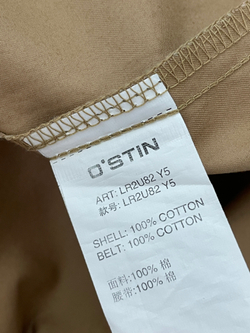 O'STIN
ART: LR2U82 Y5
款号: LR2U82 Y5
SHELL: 100% COTTON
BELT: 100% COTTON
面料:100% 棉
腰带:100% 棉